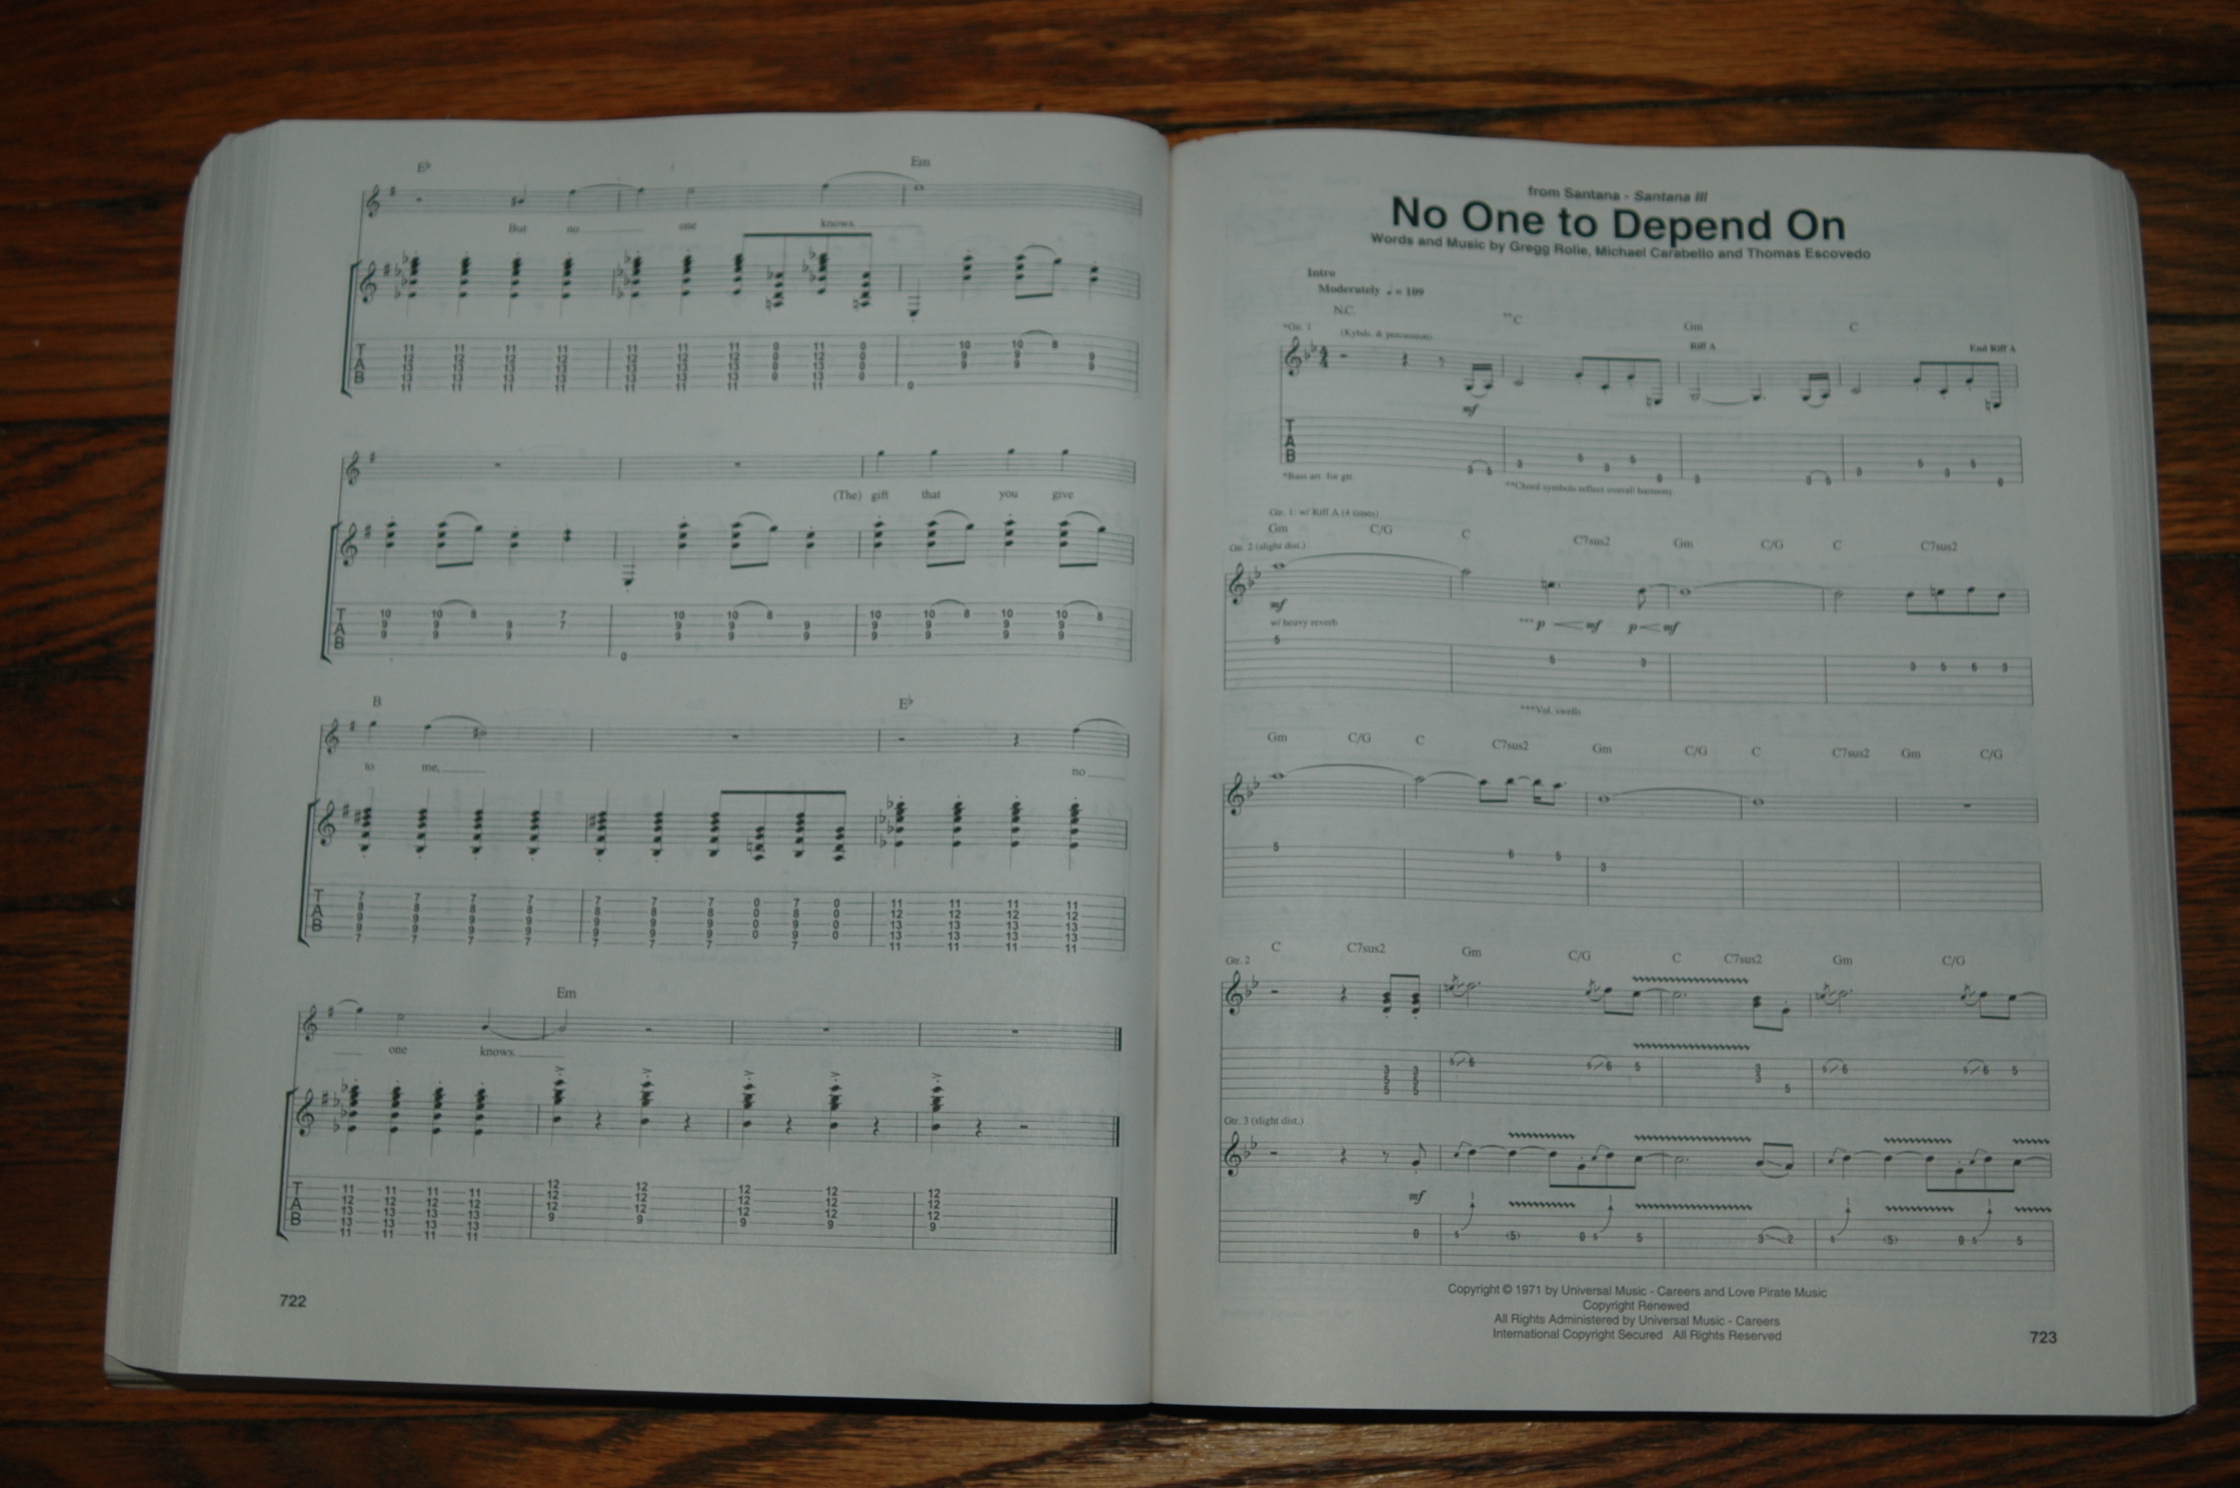 E♭ Em
But no one knows.
T
A
B
(The) gift that you give
T
A
B
B E♭
to me, no
T
A
B
Em
one knows.
T
A
B
722
from Santana - Santana III
No One to Depend On
Words and Music by Gregg Rolie, Michael Carabello and Thomas Escovedo
Intro
Moderately ♩ = 109
N.C. **C Gm C
*Gtr. 1 (Keybds. & percussion) Riff A End Riff A
mf
T
A
B
*Bass arr. for gtr. **Chord symbols reflect overall harmony.
Gtr. 1: w/ Riff A (4 times)
Gm C/G C C7sus2 Gm C/G C C7sus2
Gtr. 2 (slight dist.)
mf *** p mf p mf
w/ heavy reverb
***Vol. swells
Gm C/G C C7sus2 Gm C/G C C7sus2 Gm C/G
C C7sus2 Gm C/G C C7sus2 Gm C/G
Gtr. 2
Gtr. 3 (slight dist.)
mf
Copyright © 1971 by Universal Music - Careers and Love Pirate Music
Copyright Renewed
All Rights Administered by Universal Music - Careers
International Copyright Secured All Rights Reserved
723